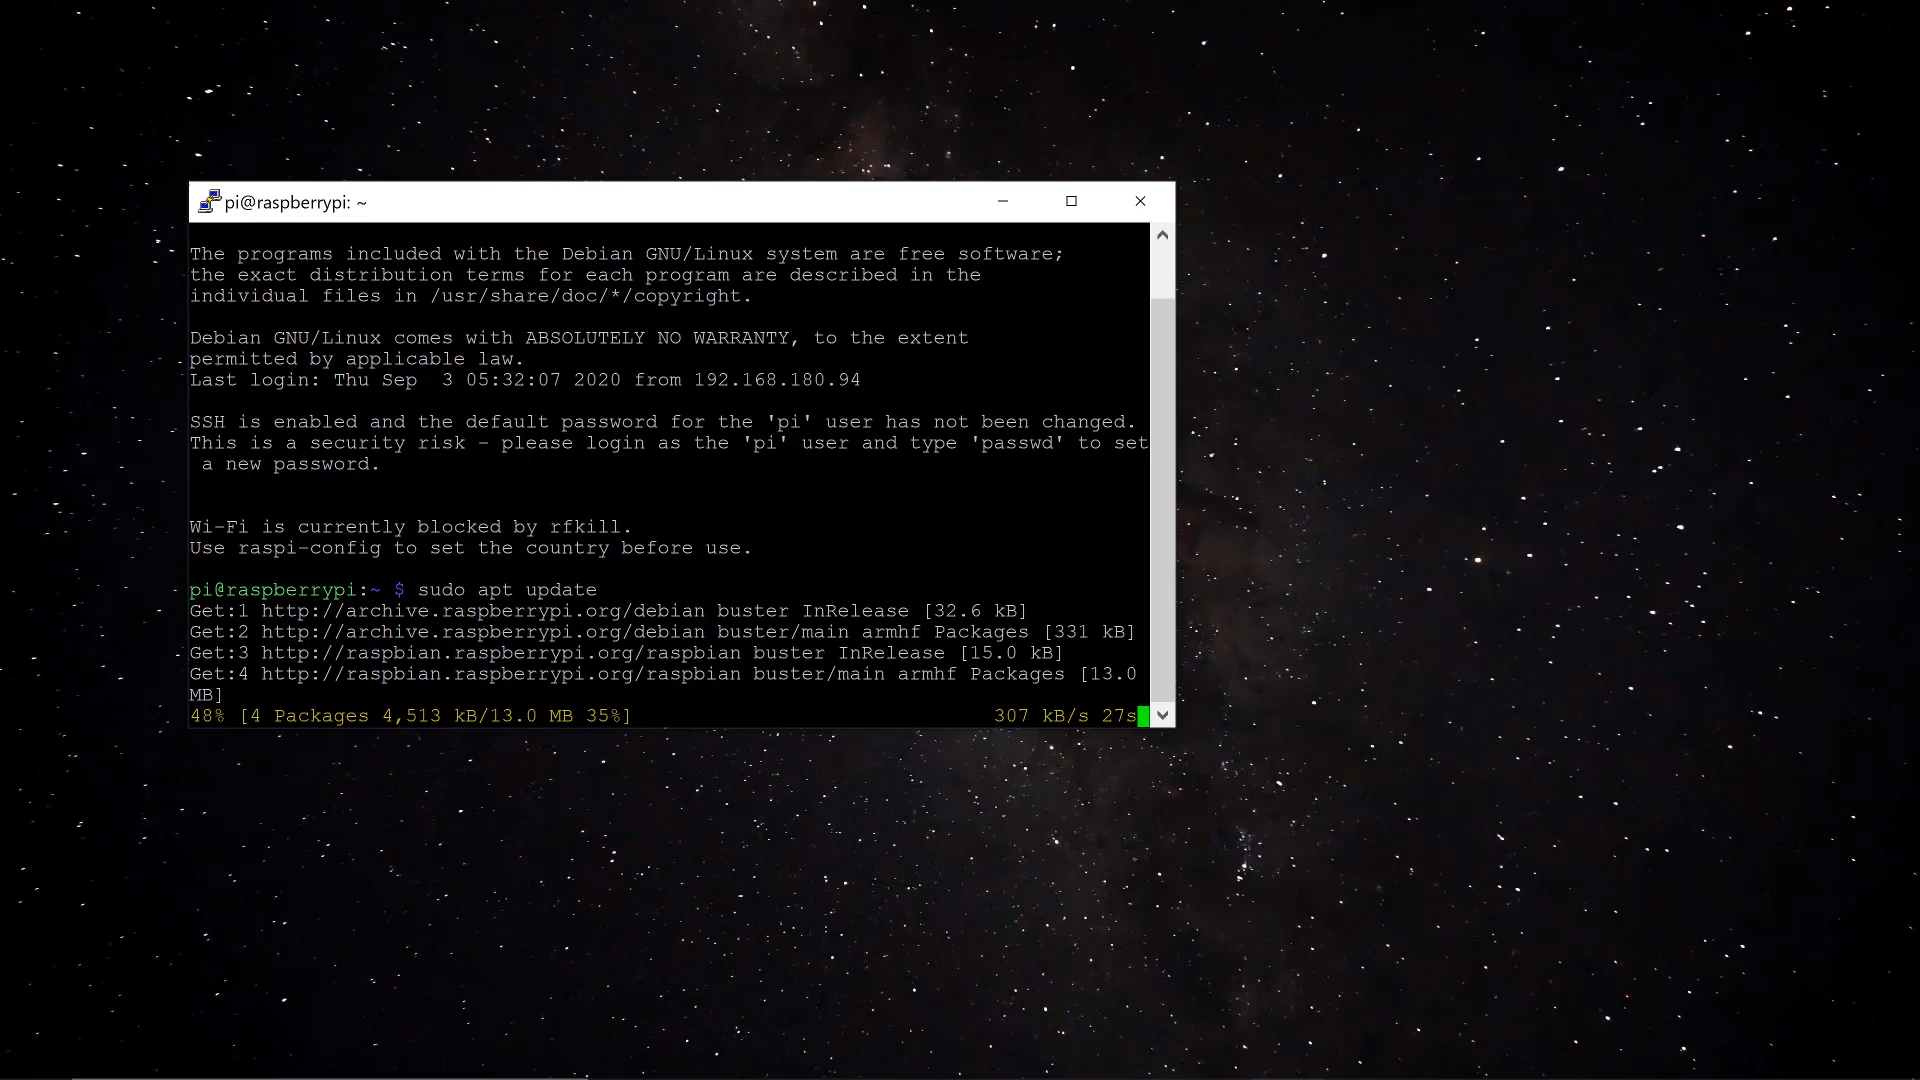 pi@raspberrypi: ~
The programs included with the Debian GNU/Linux system are free software;
the exact distribution terms for each program are described in the
individual files in /usr/share/doc/*/copyright.
Debian GNU/Linux comes with ABSOLUTELY NO WARRANTY, to the extent
permitted by applicable law.
Last login: Thu Sep  3 05:32:07 2020 from 192.168.180.94
SSH is enabled and the default password for the 'pi' user has not been changed.
This is a security risk - please login as the 'pi' user and type 'passwd' to set
 a new password.
Wi-Fi is currently blocked by rfkill.
Use raspi-config to set the country before use.
pi@raspberrypi:~ $ sudo apt update
Get:1 http://archive.raspberrypi.org/debian buster InRelease [32.6 kB]
Get:2 http://archive.raspberrypi.org/debian buster/main armhf Packages [331 kB]
Get:3 http://raspbian.raspberrypi.org/raspbian buster InRelease [15.0 kB]
Get:4 http://raspbian.raspberrypi.org/raspbian buster/main armhf Packages [13.0
MB]
48% [4 Packages 4,513 kB/13.0 MB 35%] 307 kB/s 27s